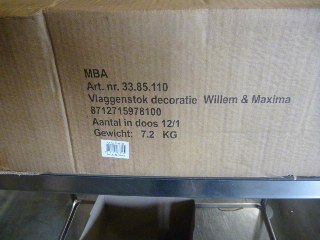 MBA
Art. nr. 33.85.110
Vlaggenstok decoratie Willem & Maxima
8712715978100
Aantal in doos 12/1
Gewicht: 7.2 KG